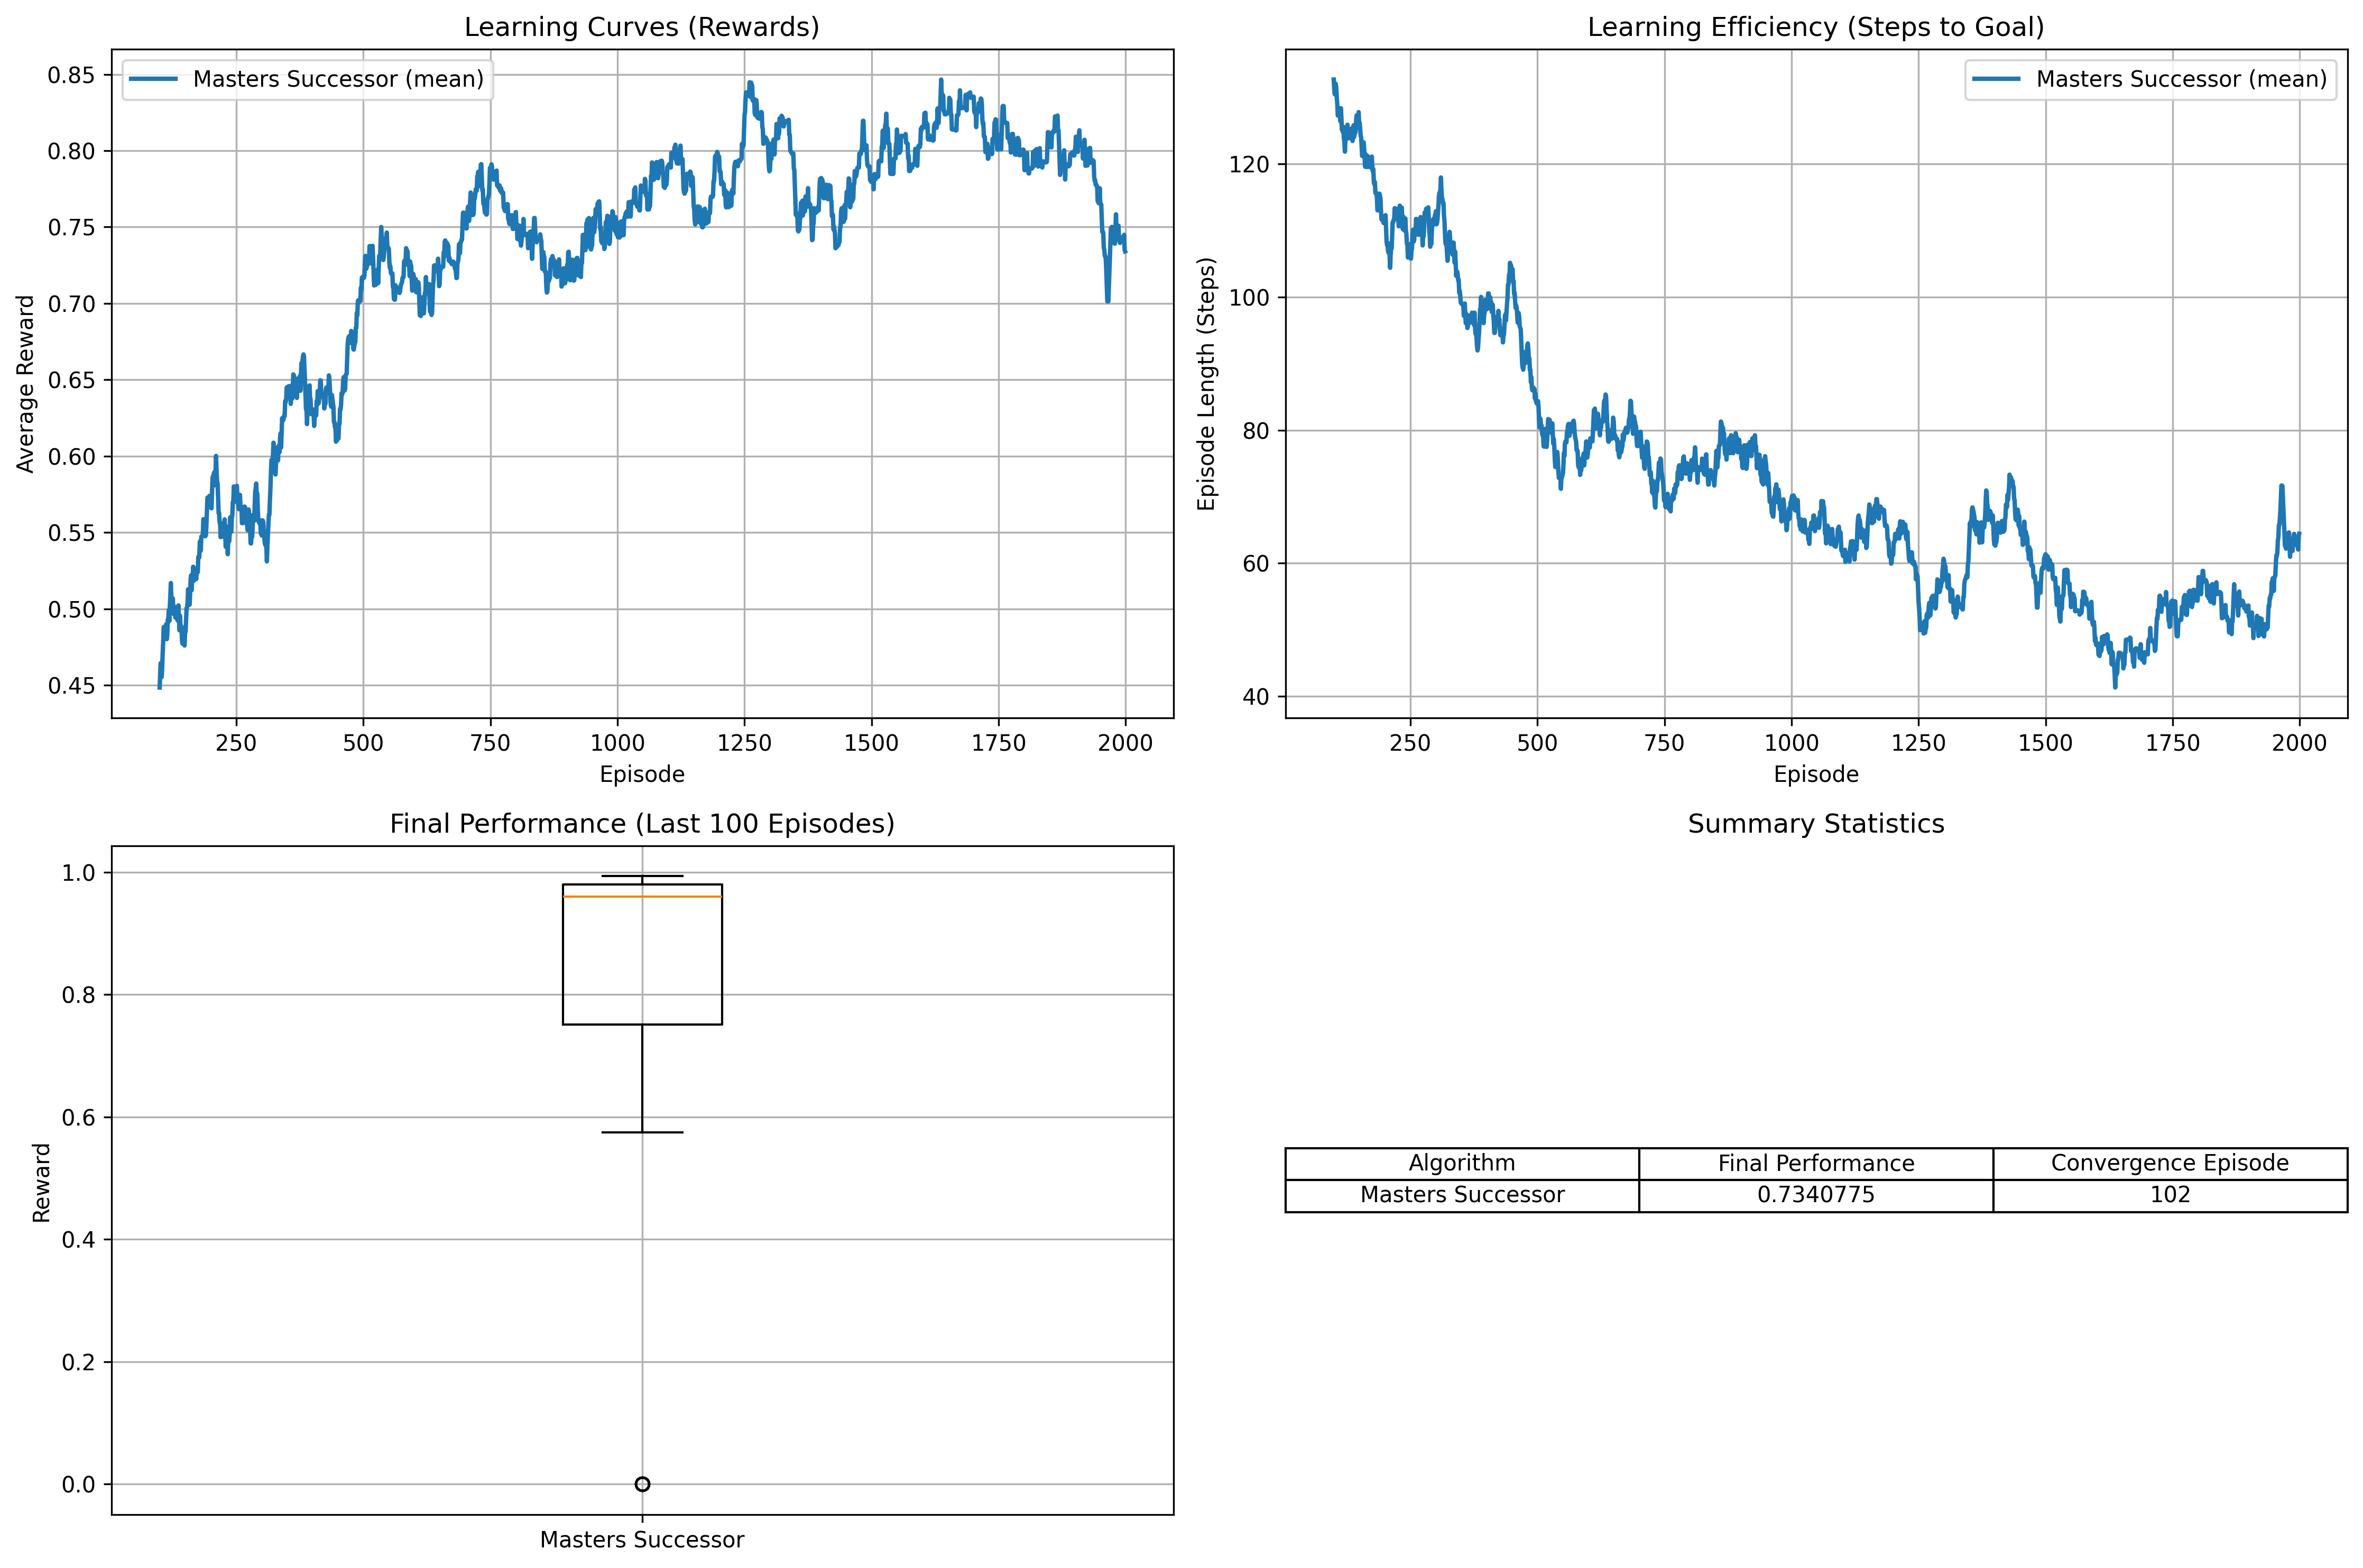 Learning Curves (Rewards)
Masters Successor (mean)
Average Reward
0.85
0.80
0.75
0.70
0.65
0.60
0.55
0.50
0.45
250 500 750 1000 1250 1500 1750 2000
Episode
Learning Efficiency (Steps to Goal)
Masters Successor (mean)
Episode Length (Steps)
120
100
80
60
40
250 500 750 1000 1250 1500 1750 2000
Episode
Final Performance (Last 100 Episodes)
Reward
1.0
0.8
0.6
0.4
0.2
0.0
Masters Successor
Summary Statistics
Algorithm Final Performance Convergence Episode
Masters Successor 0.7340775 102